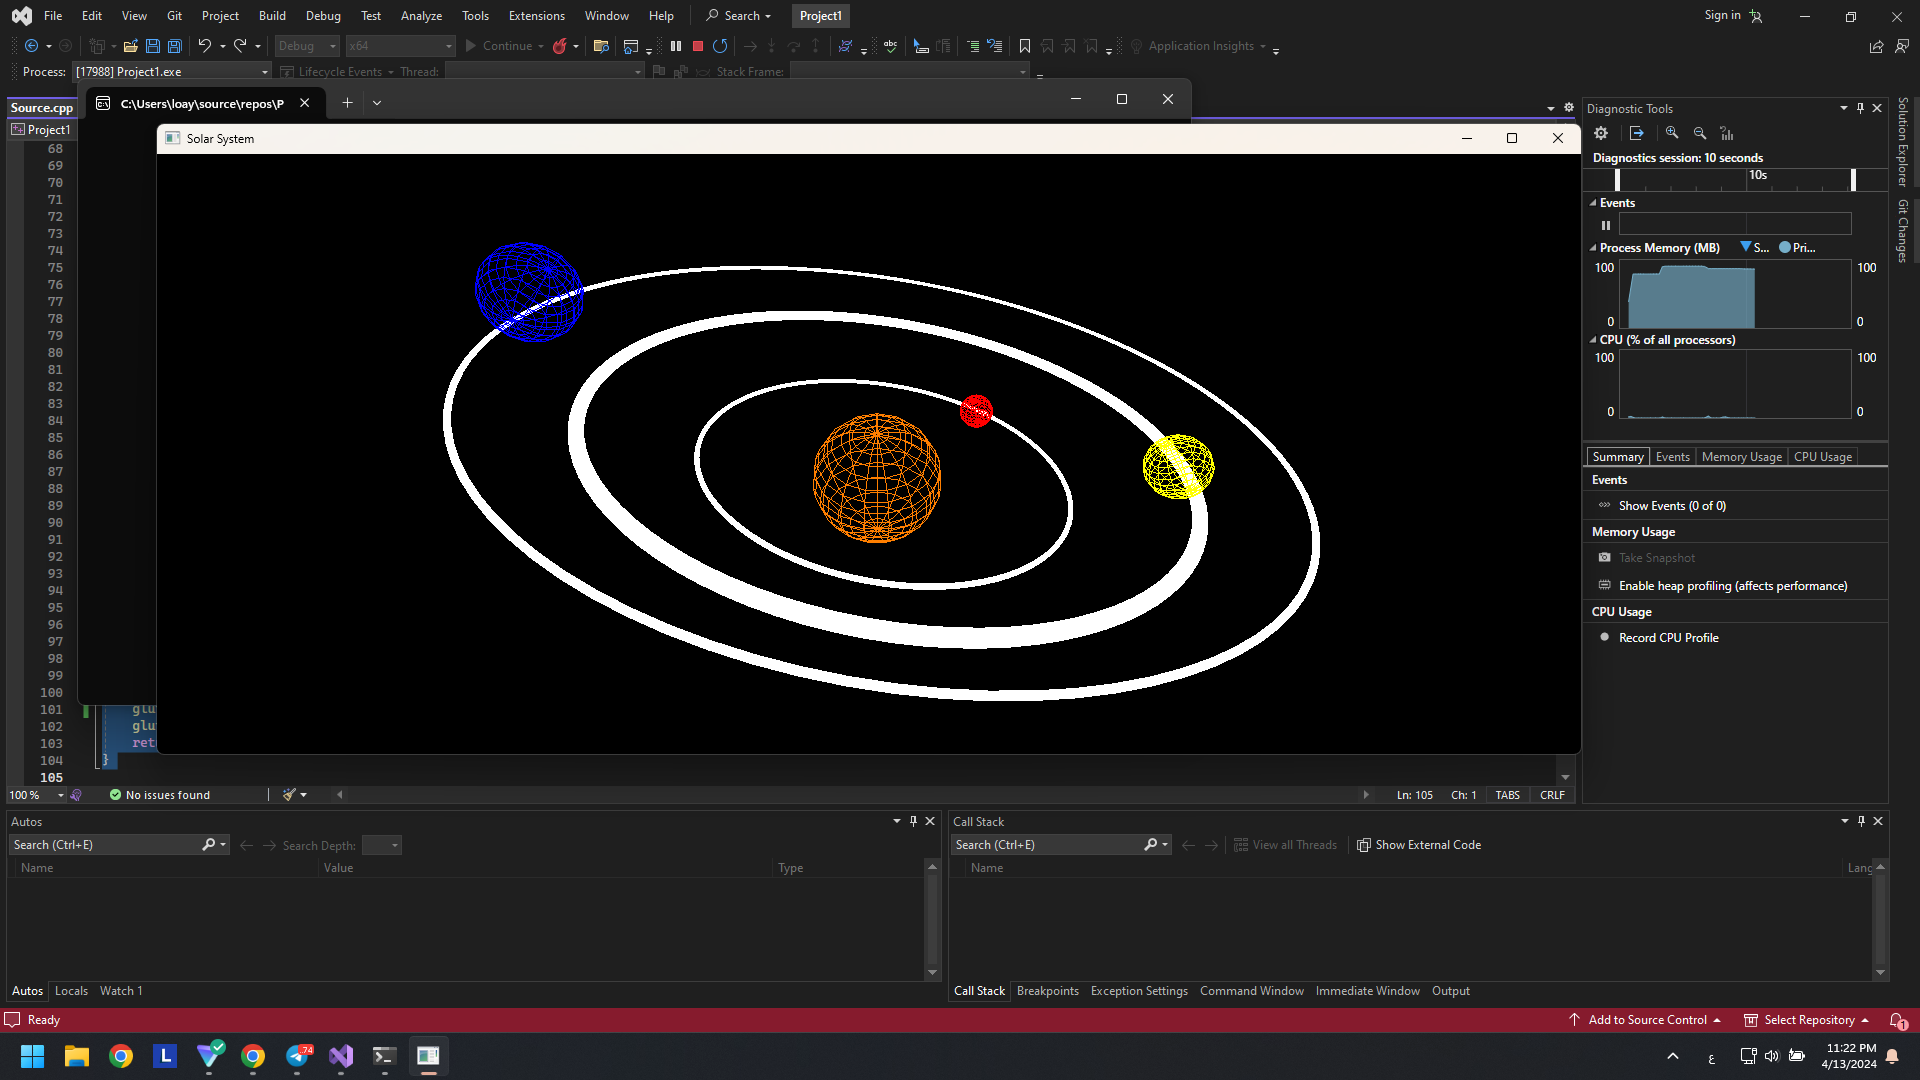 File Edit View Git Project Build Debug Test Analyze Tools Extensions Window Help Search Project1 Sign in
Debug x64 Continue Application Insights
Process: [17988] Project1.exe Lifecycle Events Thread: Stack Frame:
C:\Users\loay\source\repos\P
Source.cpp
Project1
Solar System
68
69
70
71
72
73
74
75
76
77
78
79
80
81
82
83
84
85
86
87
88
89
90
91
92
93
94
95
96
97
98
99
100
101 glu
102 glu
103 ret
104 }
105
100 % No issues found Ln: 105 Ch: 1 TABS CRLF
Diagnostic Tools
Diagnostics session: 10 seconds
10s
Events
Process Memory (MB) S... Pri...
100 100
0 0
CPU (% of all processors)
100 100
0 0
Summary Events Memory Usage CPU Usage
Events
Show Events (0 of 0)
Memory Usage
Take Snapshot
Enable heap profiling (affects performance)
CPU Usage
Record CPU Profile
Solution Explorer
Git Changes
Autos
Search (Ctrl+E) Search Depth:
Name Value Type
Autos Locals Watch 1
Call Stack
Search (Ctrl+E) View all Threads Show External Code
Name Lang
Call Stack Breakpoints Exception Settings Command Window Immediate Window Output
Ready Add to Source Control Select Repository 1
L 74 ع 11:22 PM
4/13/2024